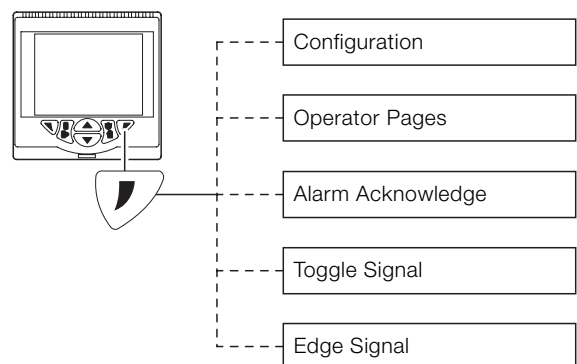 Configuration
Operator Pages
Alarm Acknowledge
Toggle Signal
Edge Signal